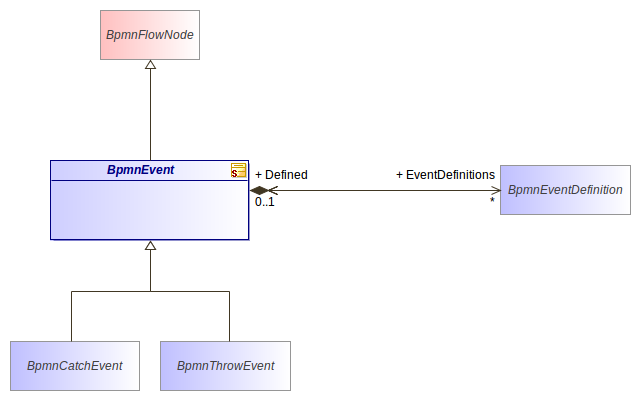 BpmnFlowNode
BpmnEvent
S
+ Defined
+ EventDefinitions
0..1
*
BpmnEventDefinition
BpmnCatchEvent
BpmnThrowEvent